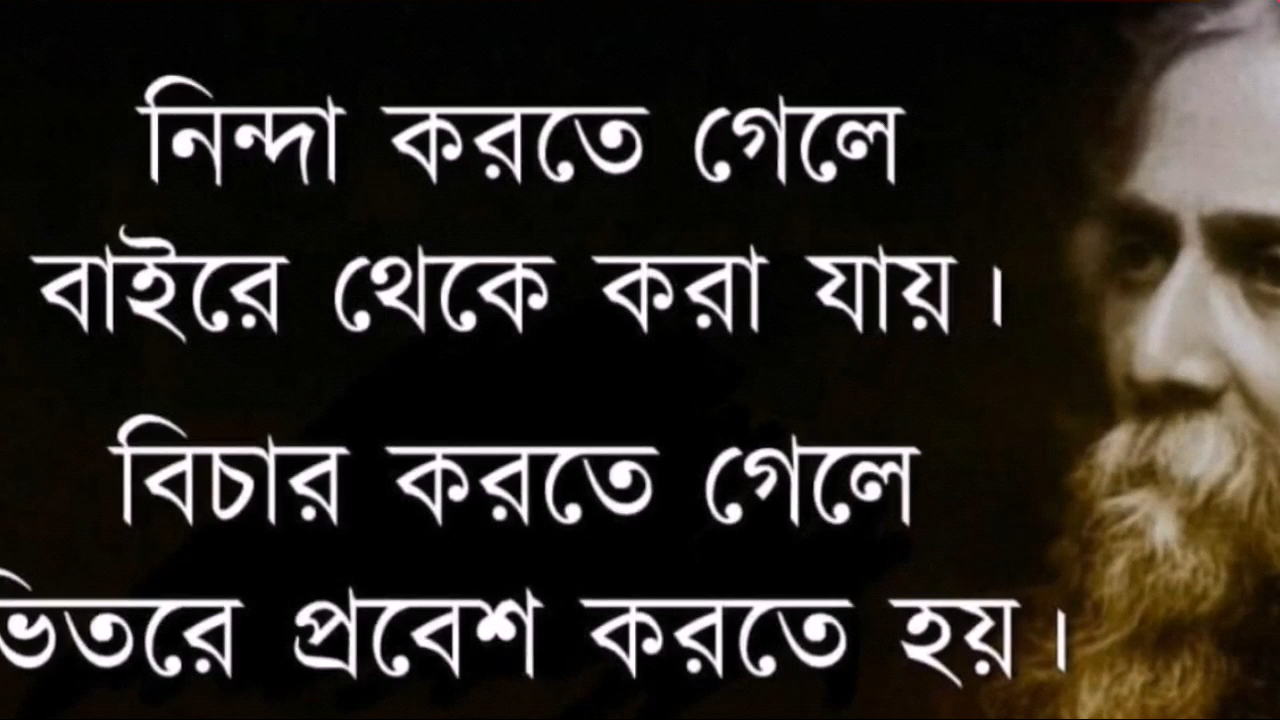 নিন্দা করতে গেলে
বাইরে থেকে করা যায়।
বিচার করতে গেলে
ভিতরে প্রবেশ করতে হয়।